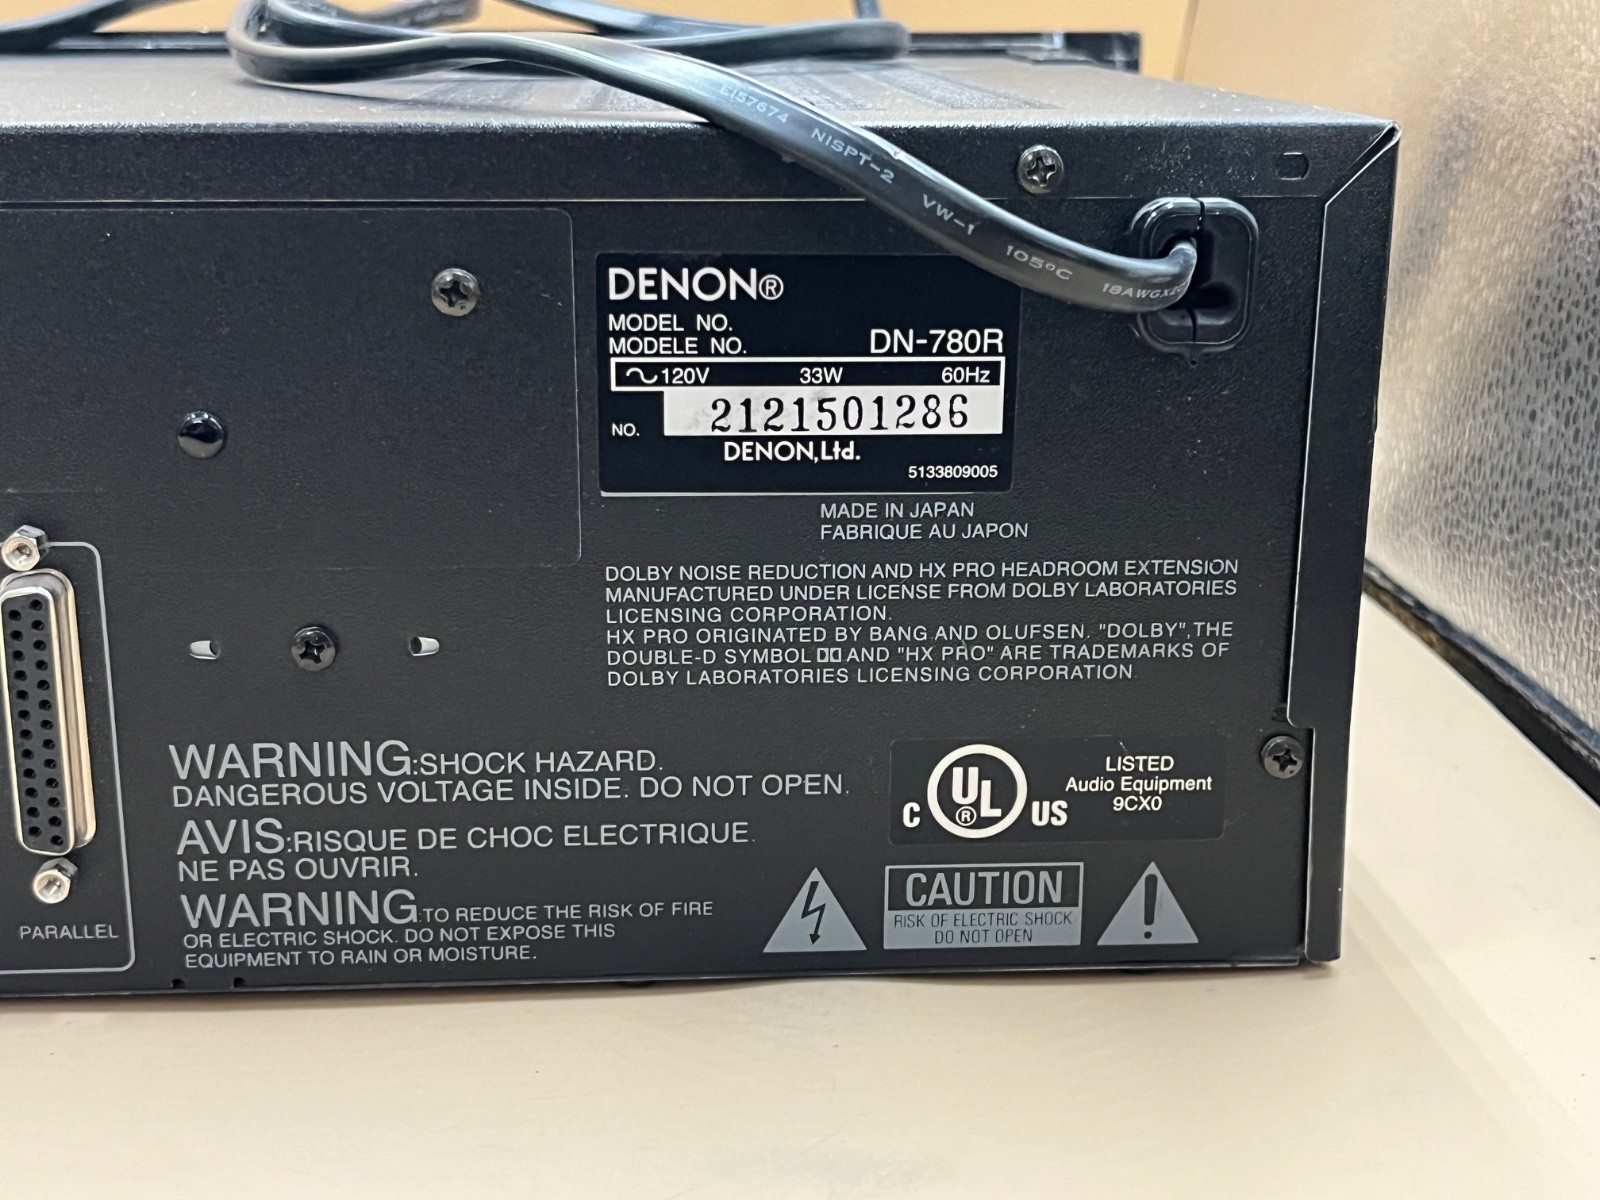 E157674 NISPT-2 VW-1 105°C 18AWGX2C
DENON®
MODEL NO.
MODELE NO. DN-780R
120V 33W 60Hz
NO. 2121501286
DENON, Ltd.
5133809005
MADE IN JAPAN
FABRIQUE AU JAPON
DOLBY NOISE REDUCTION AND HX PRO HEADROOM EXTENSION
MANUFACTURED UNDER LICENSE FROM DOLBY LABORATORIES
LICENSING CORPORATION.
HX PRO ORIGINATED BY BANG AND OLUFSEN. "DOLBY", THE
DOUBLE-D SYMBOL AND "HX PRO" ARE TRADEMARKS OF
DOLBY LABORATORIES LICENSING CORPORATION.
WARNING:SHOCK HAZARD.
DANGEROUS VOLTAGE INSIDE. DO NOT OPEN.
AVIS:RISQUE DE CHOC ELECTRIQUE.
NE PAS OUVRIR.
WARNING:TO REDUCE THE RISK OF FIRE
OR ELECTRIC SHOCK. DO NOT EXPOSE THIS
EQUIPMENT TO RAIN OR MOISTURE.
PARALLEL
C UL® US
LISTED
Audio Equipment
9CX0
CAUTION
RISK OF ELECTRIC SHOCK
DO NOT OPEN